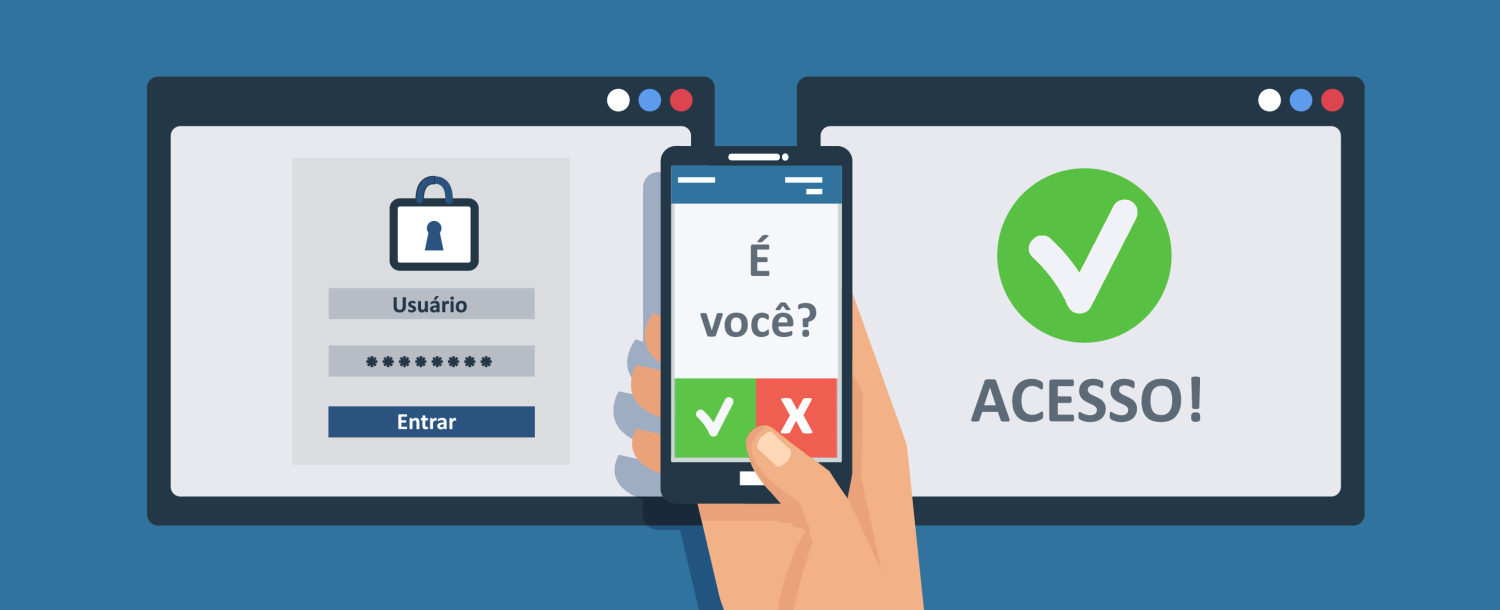 Usuário
********
Entrar
É
você?
X
ACESSO!